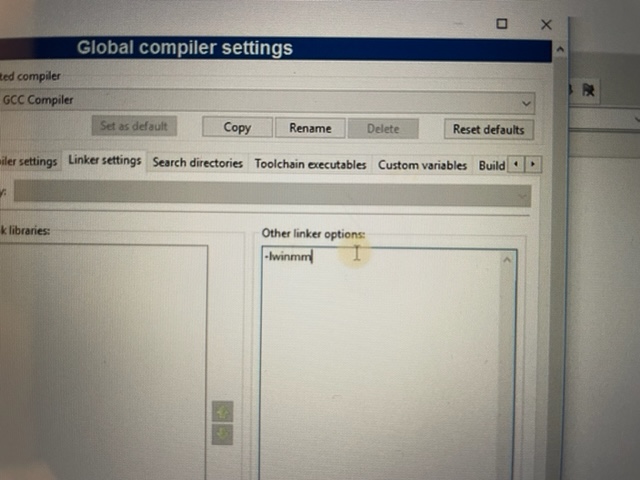 Global compiler settings
ted compiler
GCC Compiler
Set as default Copy Rename Delete Reset defaults
iler settings Linker settings Search directories Toolchain executables Custom variables Build
y:
k libraries:
Other linker options:
-lwinmm